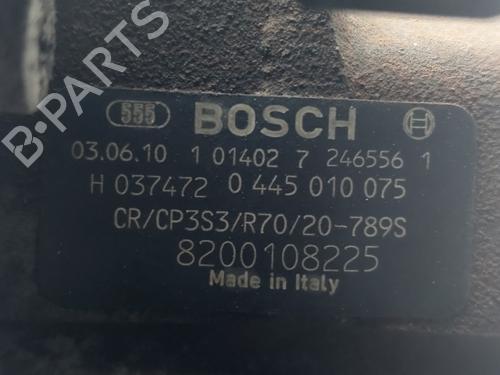 555 BOSCH
03.06.10 1 01402 7 246556 1
H 037472 0 445 010 075
CR/CP3S3/R70/20-789S
8200108225
Made in Italy
B-PARTS